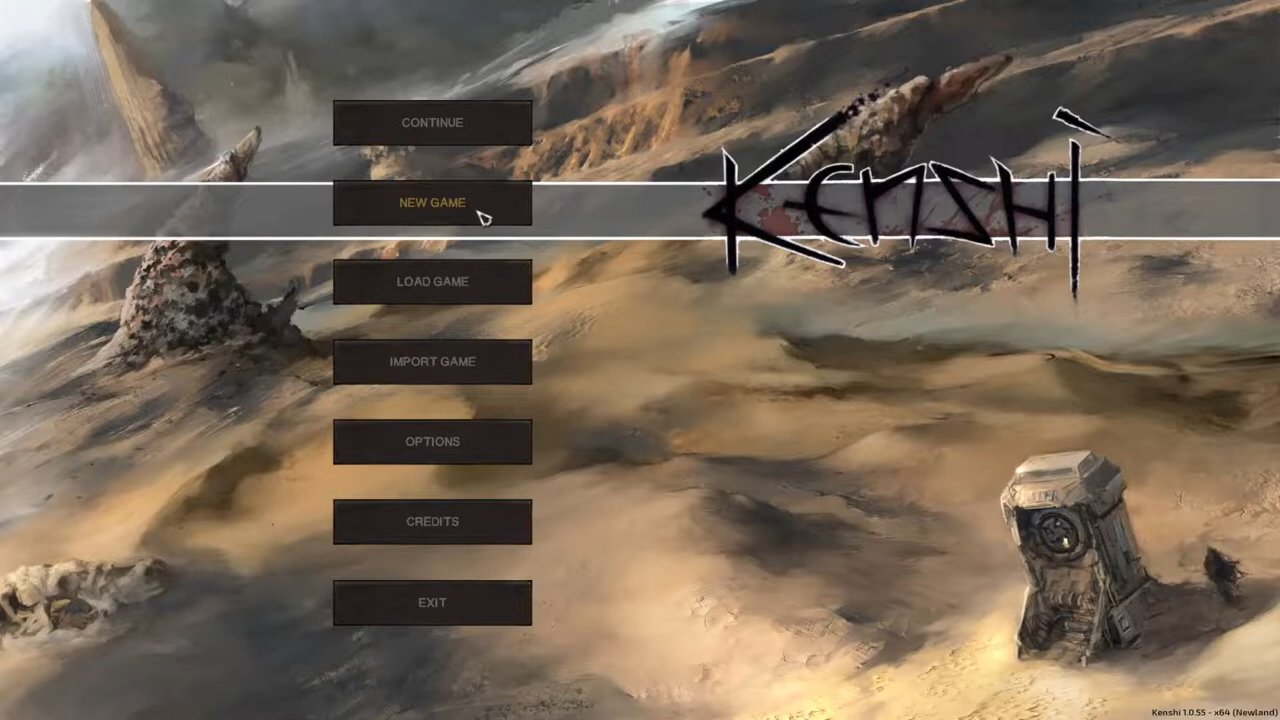 CONTINUE
NEW GAME
LOAD GAME
IMPORT GAME
OPTIONS
CREDITS
EXIT
KENSHI
Kenshi 1.0.55 - x64 (Newland)